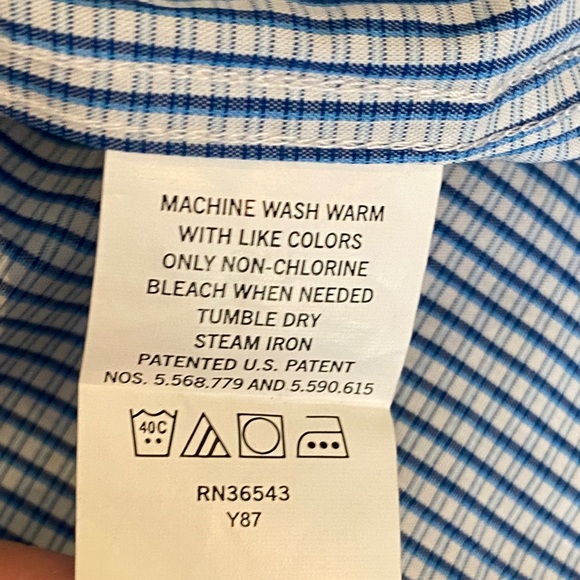 MACHINE WASH WARM
WITH LIKE COLORS
ONLY NON-CHLORINE
BLEACH WHEN NEEDED
TUMBLE DRY
STEAM IRON
PATENTED U.S. PATENT
NOS. 5.568.779 AND 5.590.615
40C
RN36543
Y87